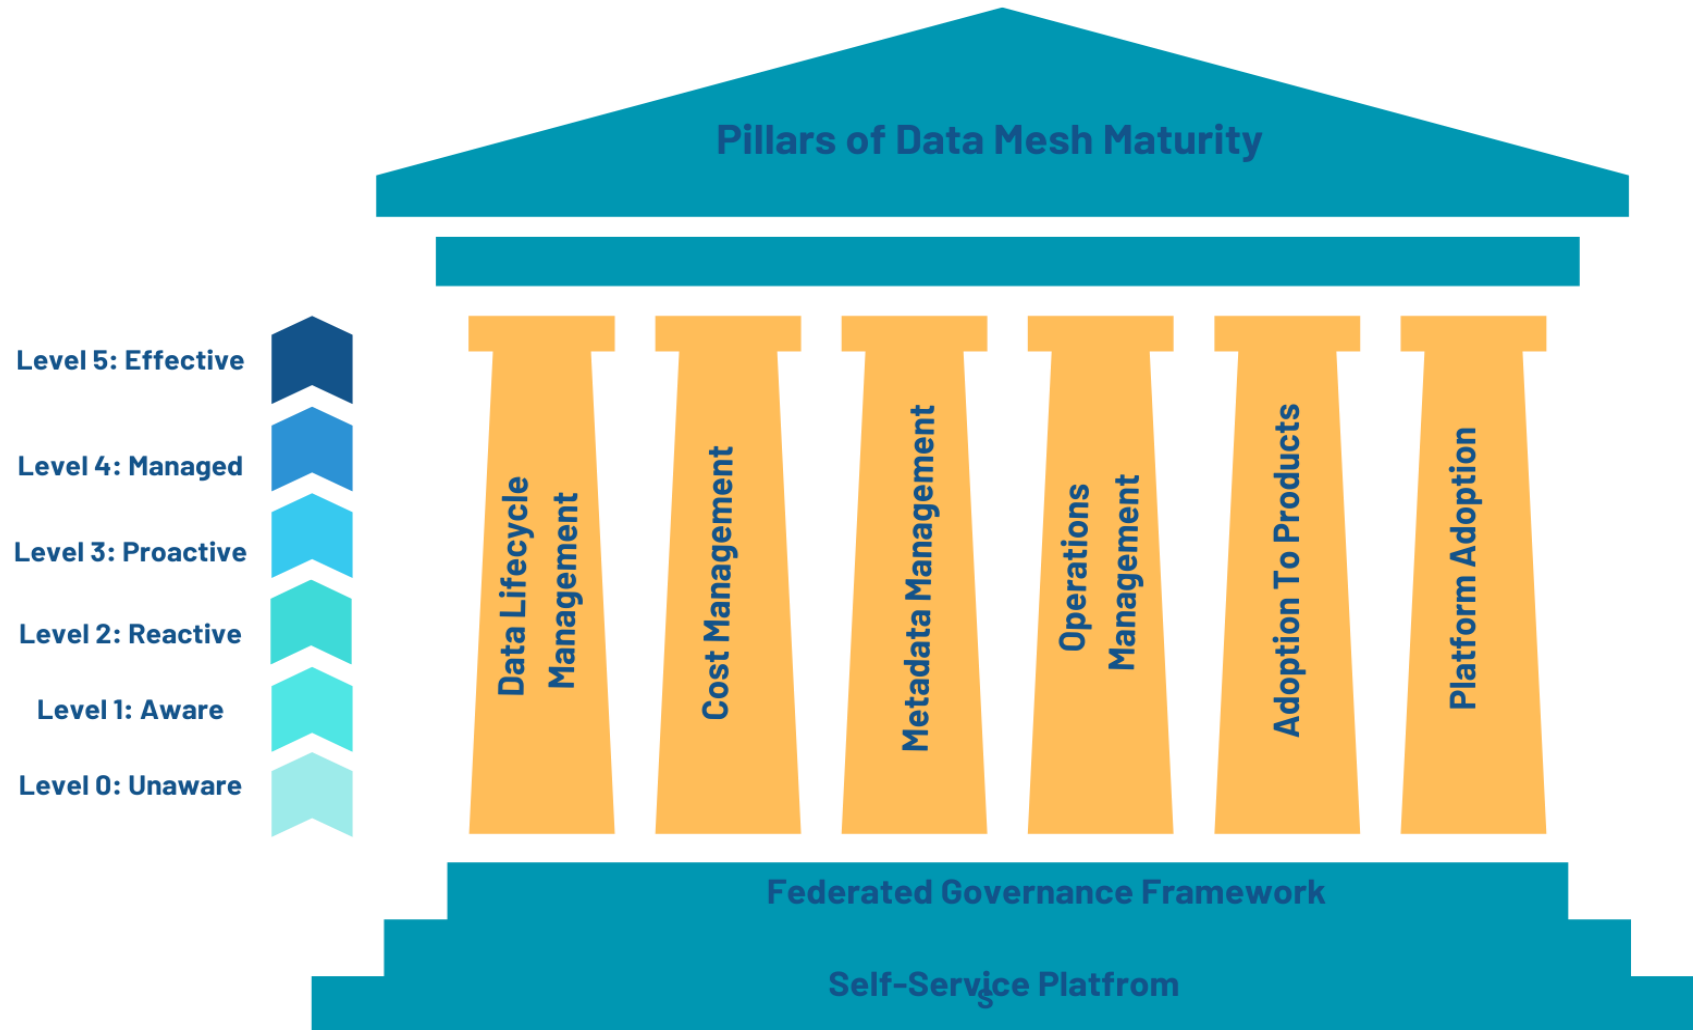 Pillars of Data Mesh Maturity
Level 5: Effective
Level 4: Managed
Level 3: Proactive
Level 2: Reactive
Level 1: Aware
Level 0: Unaware
Data Lifecycle
Management
Cost Management
Metadata Management
Operations
Management
Adoption To Products
Platform Adoption
Federated Governance Framework
Self-Service Platfrom
s